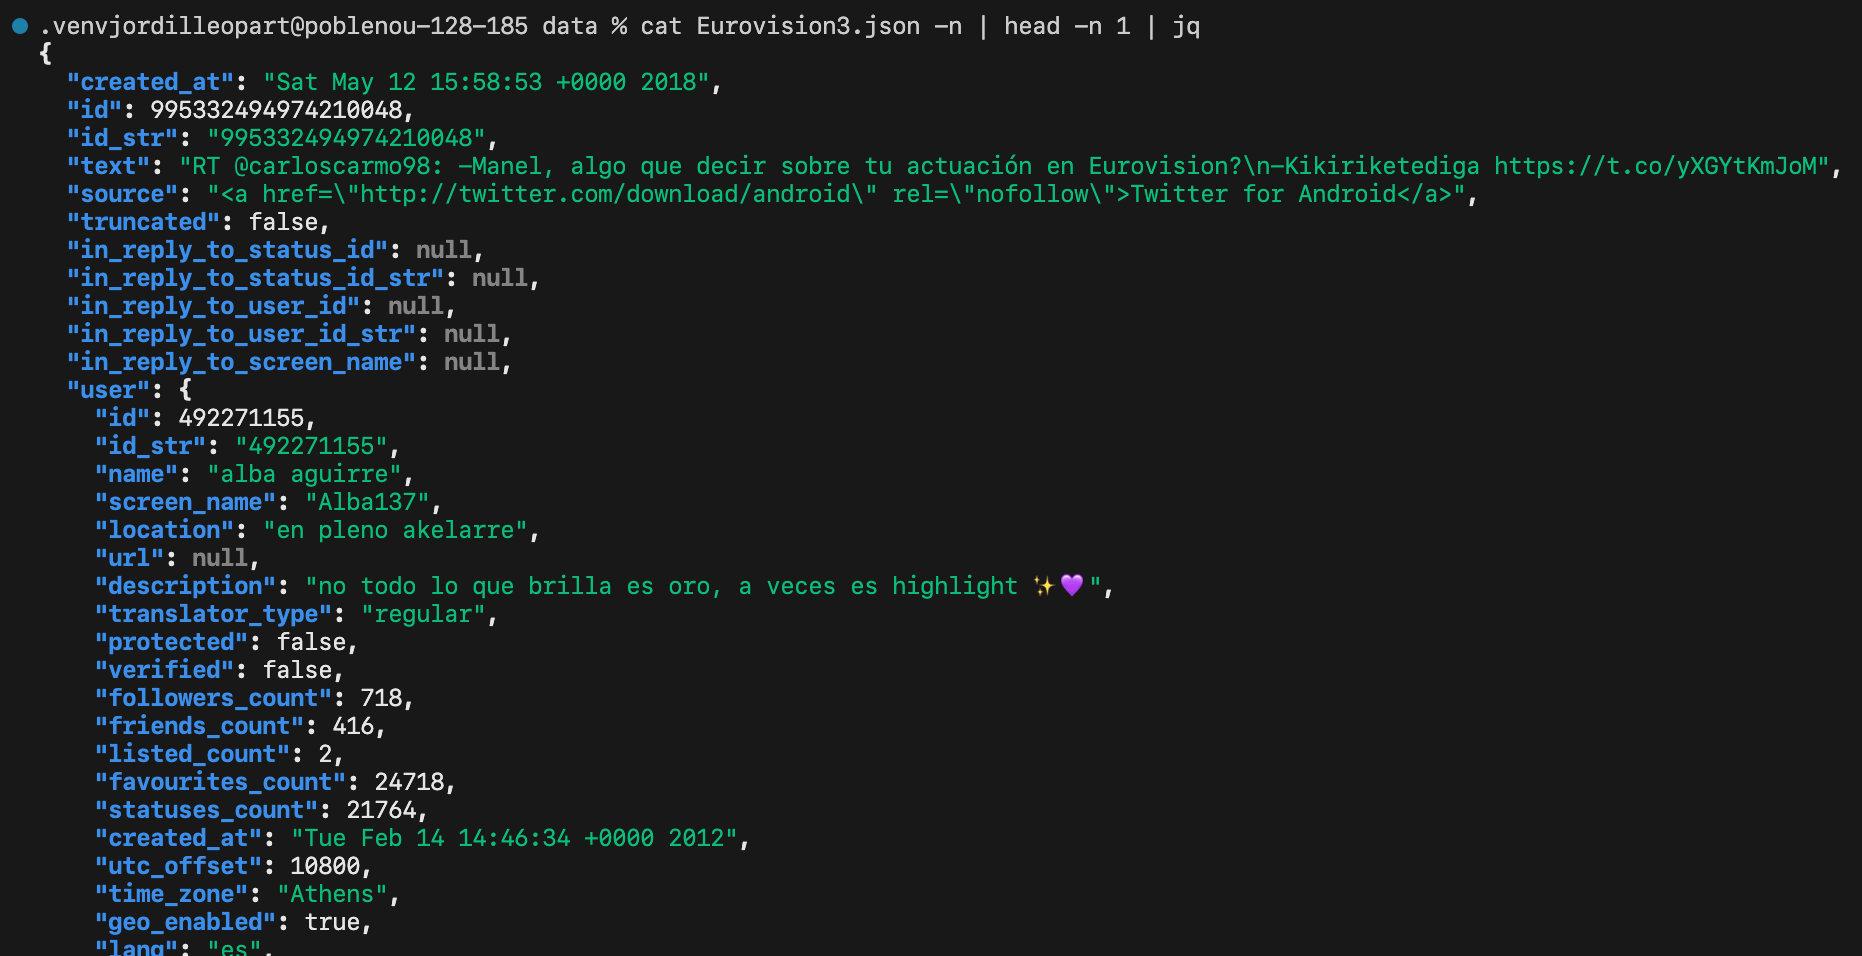 .venvjordilleopart@poblenou-128-185 data % cat Eurovision3.json -n | head -n 1 | jq
{
  "created_at": "Sat May 12 15:58:53 +0000 2018",
  "id": 995332494974210048,
  "id_str": "995332494974210048",
  "text": "RT @carloscarmo98: -Manel, algo que decir sobre tu actuación en Eurovision?\n-Kikiriketediga https://t.co/yXGYtKmJoM",
  "source": "<a href=\"http://twitter.com/download/android\" rel=\"nofollow\">Twitter for Android</a>",
  "truncated": false,
  "in_reply_to_status_id": null,
  "in_reply_to_status_id_str": null,
  "in_reply_to_user_id": null,
  "in_reply_to_user_id_str": null,
  "in_reply_to_screen_name": null,
  "user": {
    "id": 492271155,
    "id_str": "492271155",
    "name": "alba aguirre",
    "screen_name": "Alba137",
    "location": "en pleno akelarre",
    "url": null,
    "description": "no todo lo que brilla es oro, a veces es highlight ✨💜",
    "translator_type": "regular",
    "protected": false,
    "verified": false,
    "followers_count": 718,
    "friends_count": 416,
    "listed_count": 2,
    "favourites_count": 24718,
    "statuses_count": 21764,
    "created_at": "Tue Feb 14 14:46:34 +0000 2012",
    "utc_offset": 10800,
    "time_zone": "Athens",
    "geo_enabled": true,
    "lang": "es",